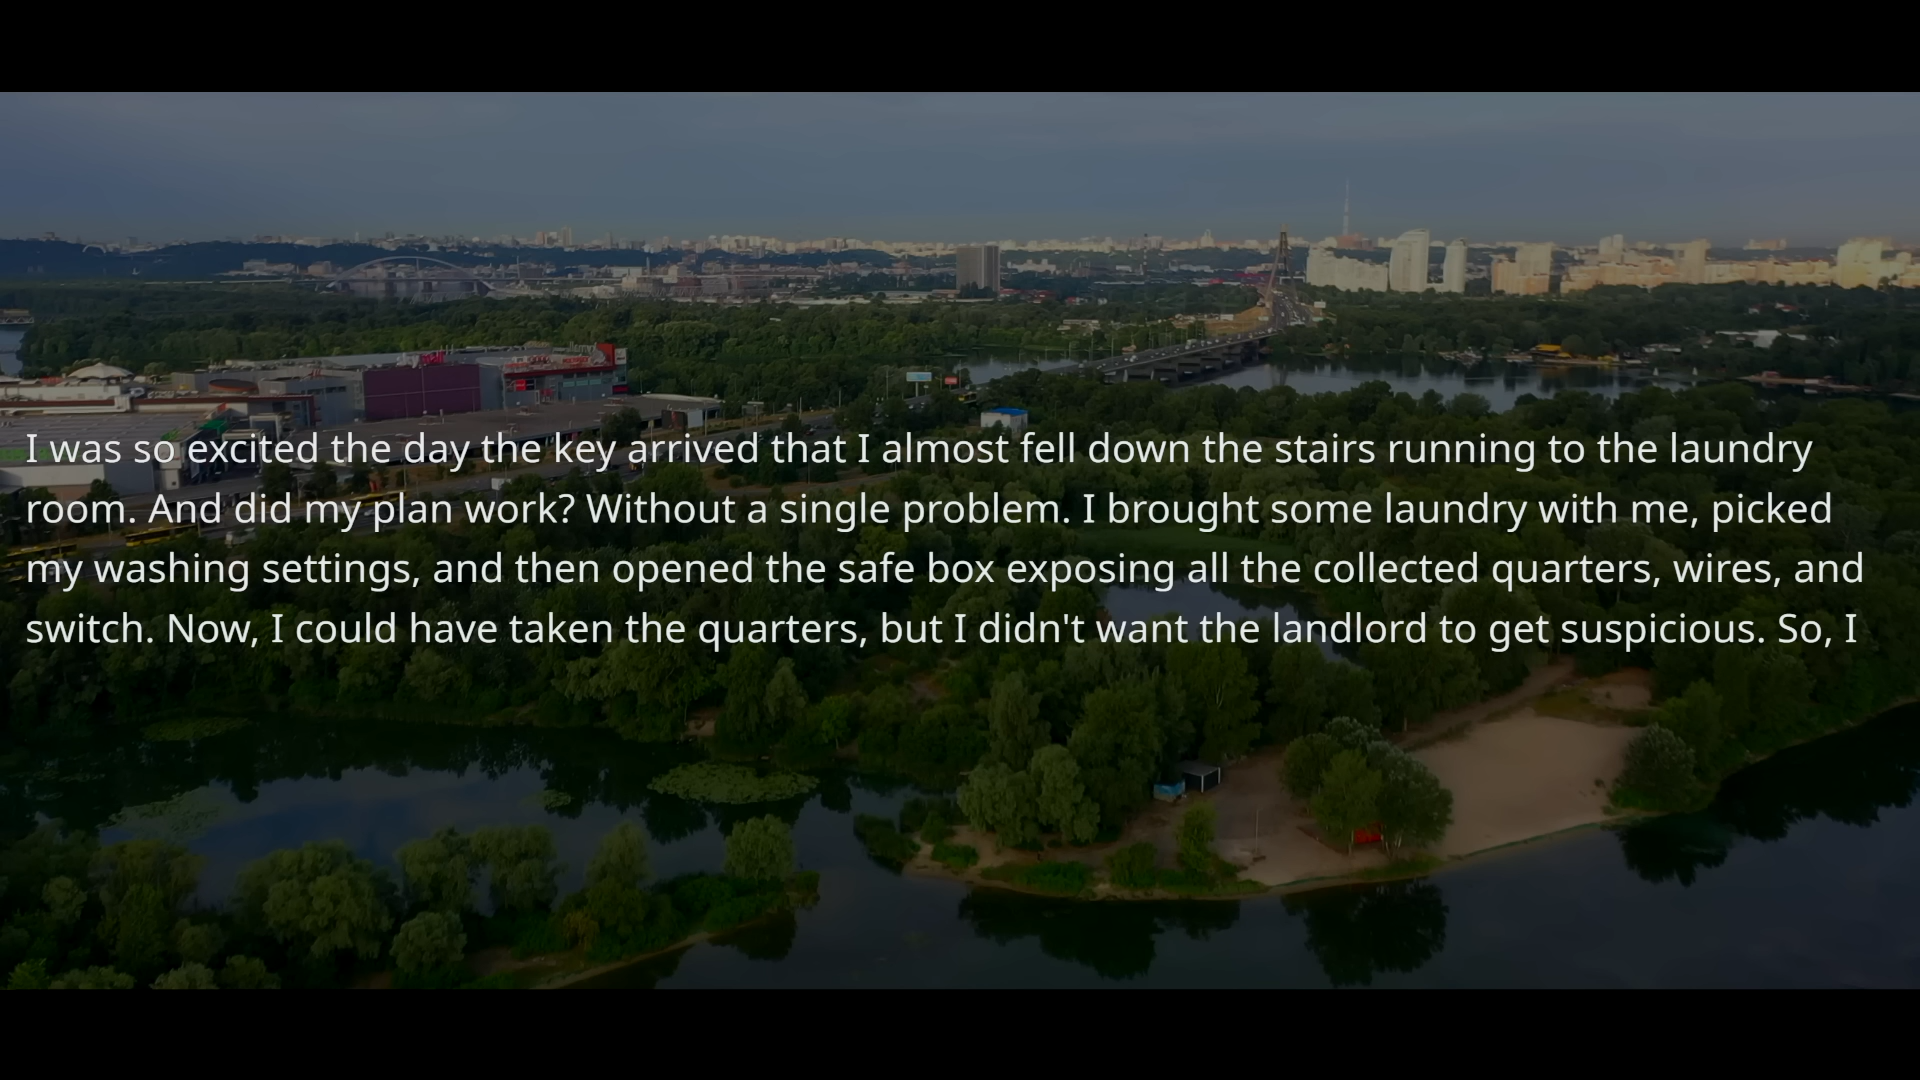 I was so excited the day the key arrived that I almost fell down the stairs running to the laundry
room. And did my plan work? Without a single problem. I brought some laundry with me, picked
my washing settings, and then opened the safe box exposing all the collected quarters, wires, and
switch. Now, I could have taken the quarters, but I didn't want the landlord to get suspicious. So, I